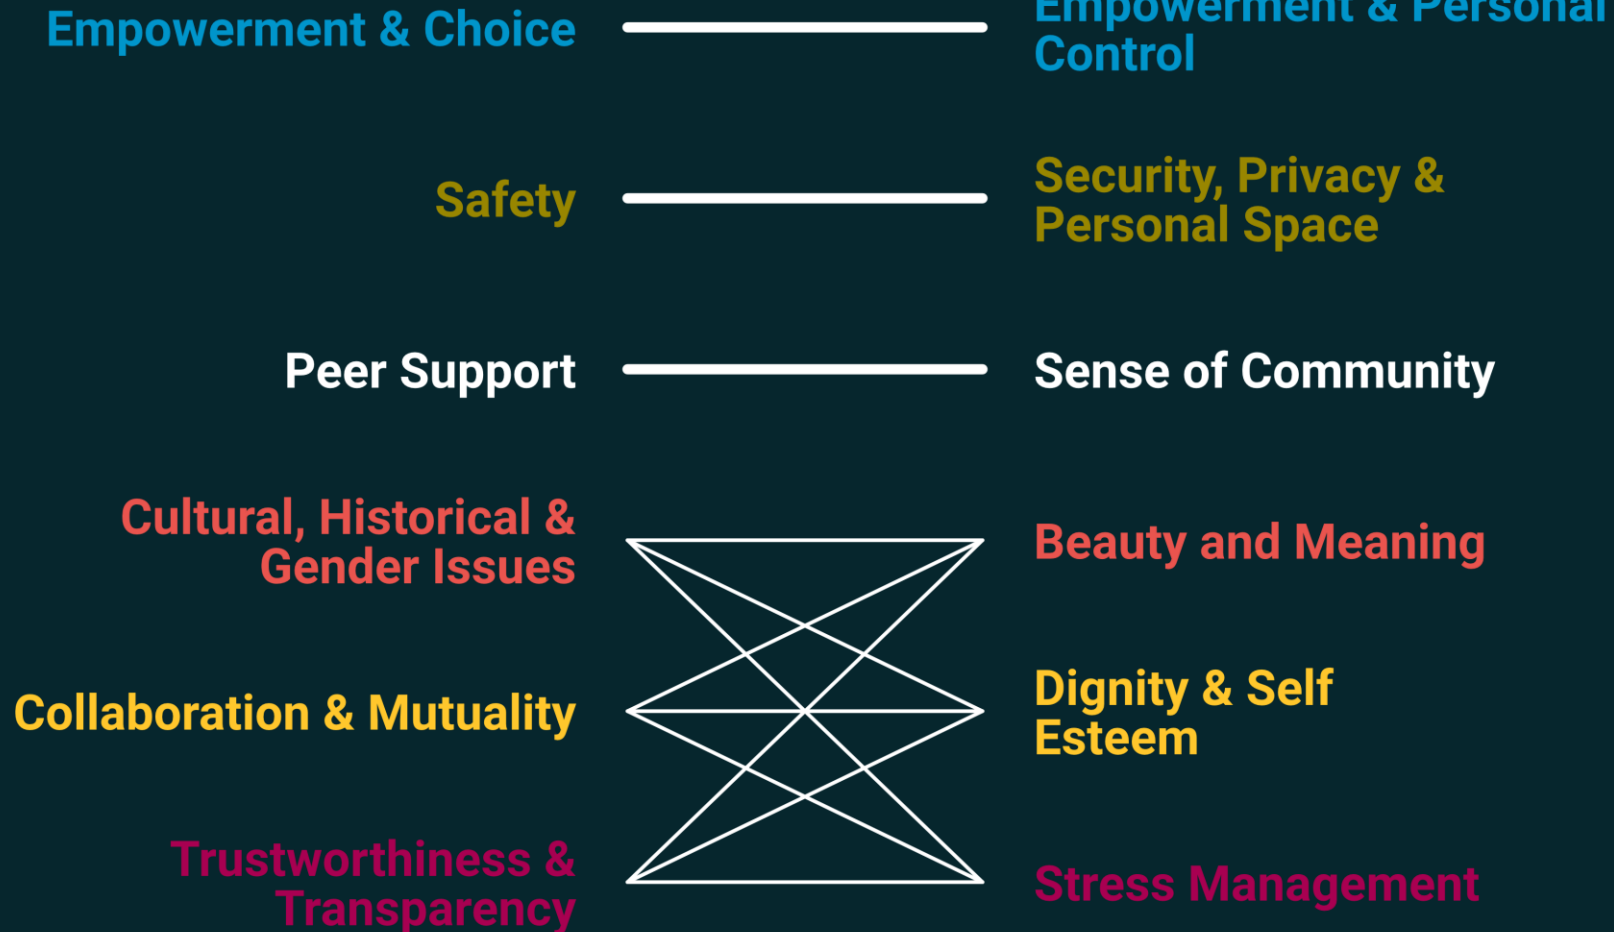 Empowerment & Choice
Empowerment & Personal
Control
Safety
Security, Privacy &
Personal Space
Peer Support
Sense of Community
Cultural, Historical &
Gender Issues
Beauty and Meaning
Collaboration & Mutuality
Dignity & Self
Esteem
Trustworthiness &
Transparency
Stress Management